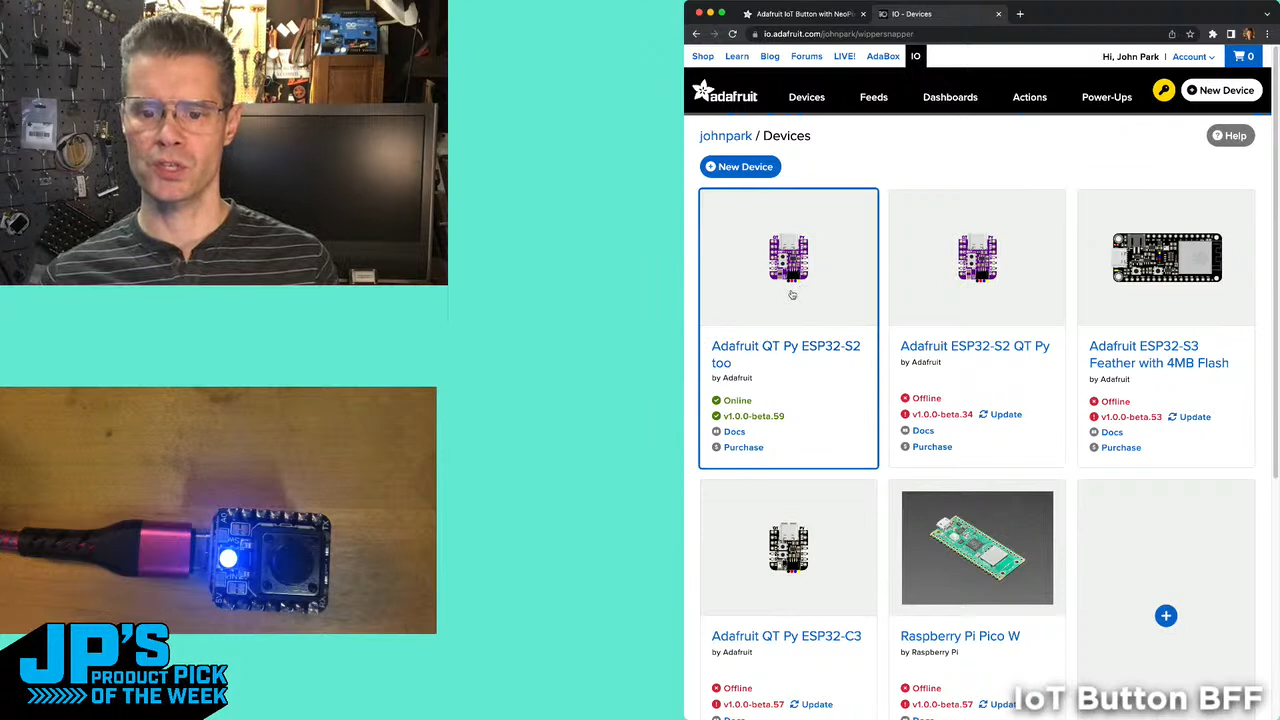 Adafruit IoT Button with NeoPi
IO - Devices
io.adafruit.com/johnpark/wippersnapper
Shop Learn Blog Forums LIVE! AdaBox IO
Hi, John Park | Account
0
adafruit
Devices Feeds Dashboards Actions Power-Ups
New Device
johnpark / Devices
Help
New Device
Adafruit QT Py ESP32-S2
too
by Adafruit
Online
v1.0.0-beta.59
Docs
Purchase
Adafruit ESP32-S2 QT Py
by Adafruit
Offline
v1.0.0-beta.34 Update
Docs
Purchase
Adafruit ESP32-S3
Feather with 4MB Flash
by Adafruit
Offline
v1.0.0-beta.53 Update
Docs
Purchase
Adafruit QT Py ESP32-C3
by Adafruit
Offline
v1.0.0-beta.57 Update
Docs
Raspberry Pi Pico W
by Raspberry Pi
Offline
v1.0.0-beta.57 Update
A0
TX
5V
JP'S
PRODUCT PICK
OF THE WEEK
IoT Button BFF